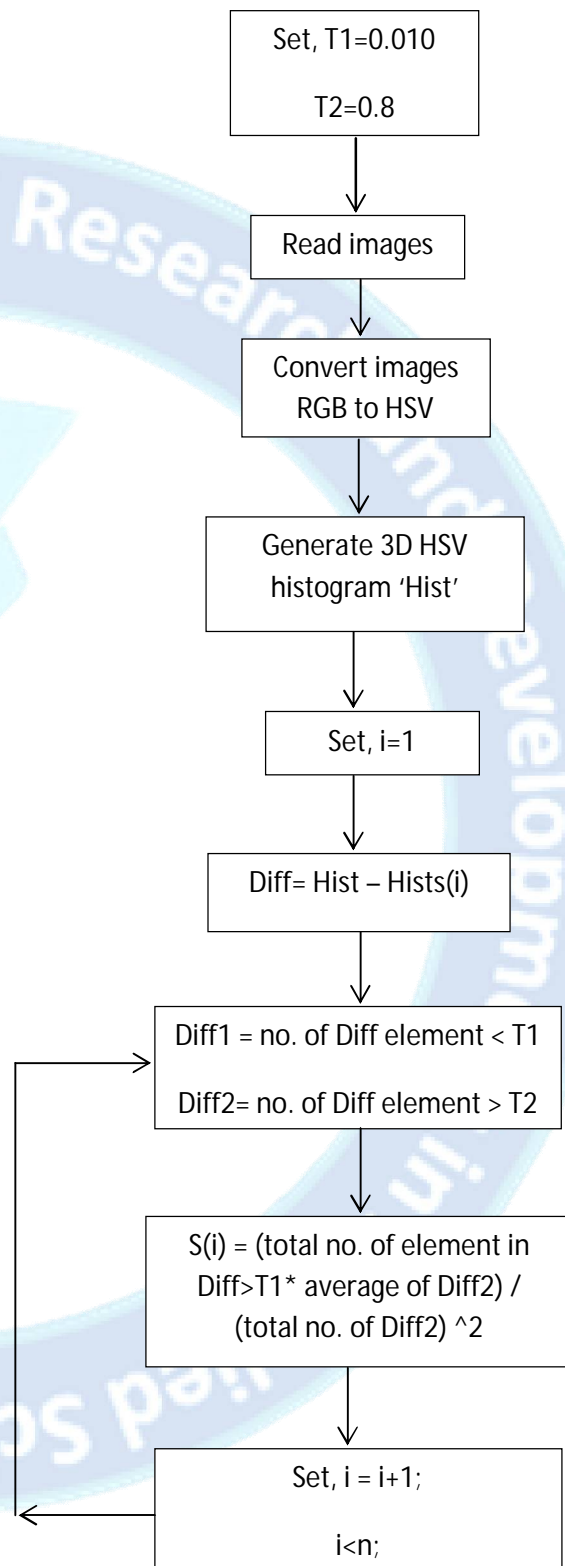 Set, T1=0.010
T2=0.8
Read images
Convert images
RGB to HSV
Generate 3D HSV
histogram ‘Hist’
Set, i=1
Diff= Hist – Hists(i)
Diff1 = no. of Diff element < T1
Diff2= no. of Diff element > T2
S(i) = (total no. of element in
Diff>T1* average of Diff2) /
(total no. of Diff2) ^2
Set, i = i+1;
i<n;
Research
in